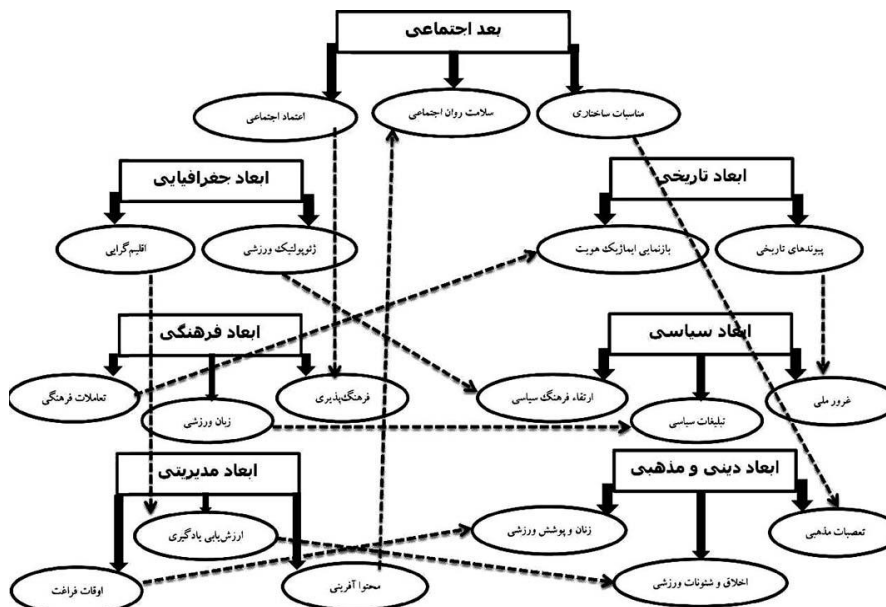 بعد اجتماعی
مناسبات ساختاری
سلامت روان اجتماعی
اعتماد اجتماعی
ابعاد تاریخی
ابعاد جغرافیایی
پیوندهای تاریخی
بازنمایی ایماژیک هویت
ژئوپولتیک ورزشی
اقلیم‌گرایی
ابعاد سیاسی
ابعاد فرهنگی
غرور ملی
تبلیغات سیاسی
ارتقاء فرهنگ سیاسی
فرهنگ‌پذیری
زبان ورزشی
تعاملات فرهنگی
ابعاد دینی و مذهبی
ابعاد مدیریتی
تعصبات مذهبی
اخلاق و شئونات ورزشی
زنان و پوشش ورزشی
محتوا آفرینی
ارزش‌یابی یادگیری
اوقات فراغت